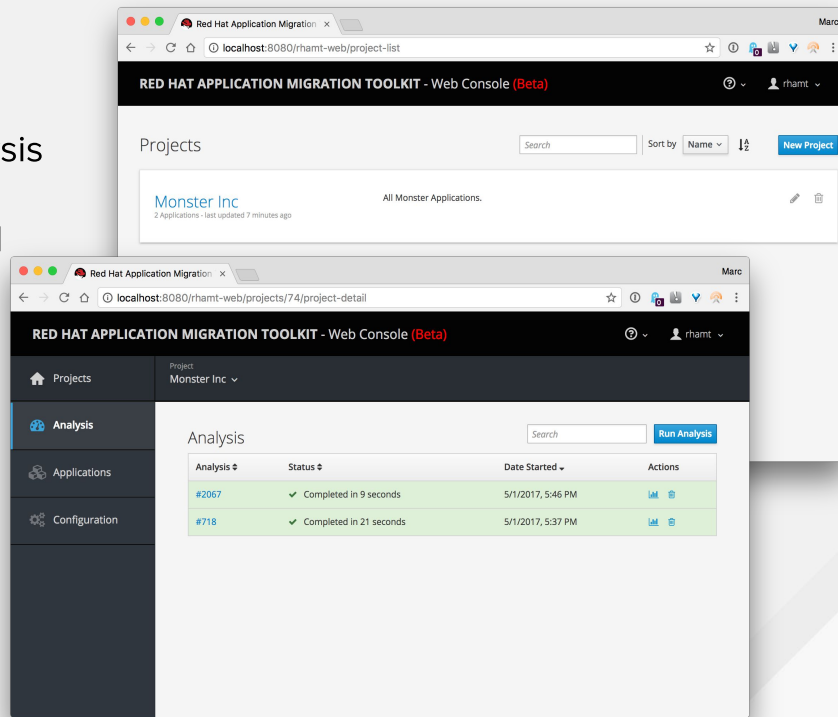 sis
Red Hat Application Migration ×
Marc
localhost:8080/rhamt-web/project-list
RED HAT APPLICATION MIGRATION TOOLKIT - Web Console (Beta)
rhamt
Projects
Search
Sort by Name
New Project
Monster Inc
2 Applications - last updated 7 minutes ago
All Monster Applications.
Red Hat Application Migration ×
Marc
localhost:8080/rhamt-web/projects/74/project-detail
RED HAT APPLICATION MIGRATION TOOLKIT - Web Console (Beta)
rhamt
Projects
Project
Monster Inc
Analysis
Applications
Configuration
Analysis
Search
Run Analysis
Analysis Status Date Started Actions
#2067 Completed in 9 seconds 5/1/2017, 5:46 PM
#718 Completed in 21 seconds 5/1/2017, 5:37 PM